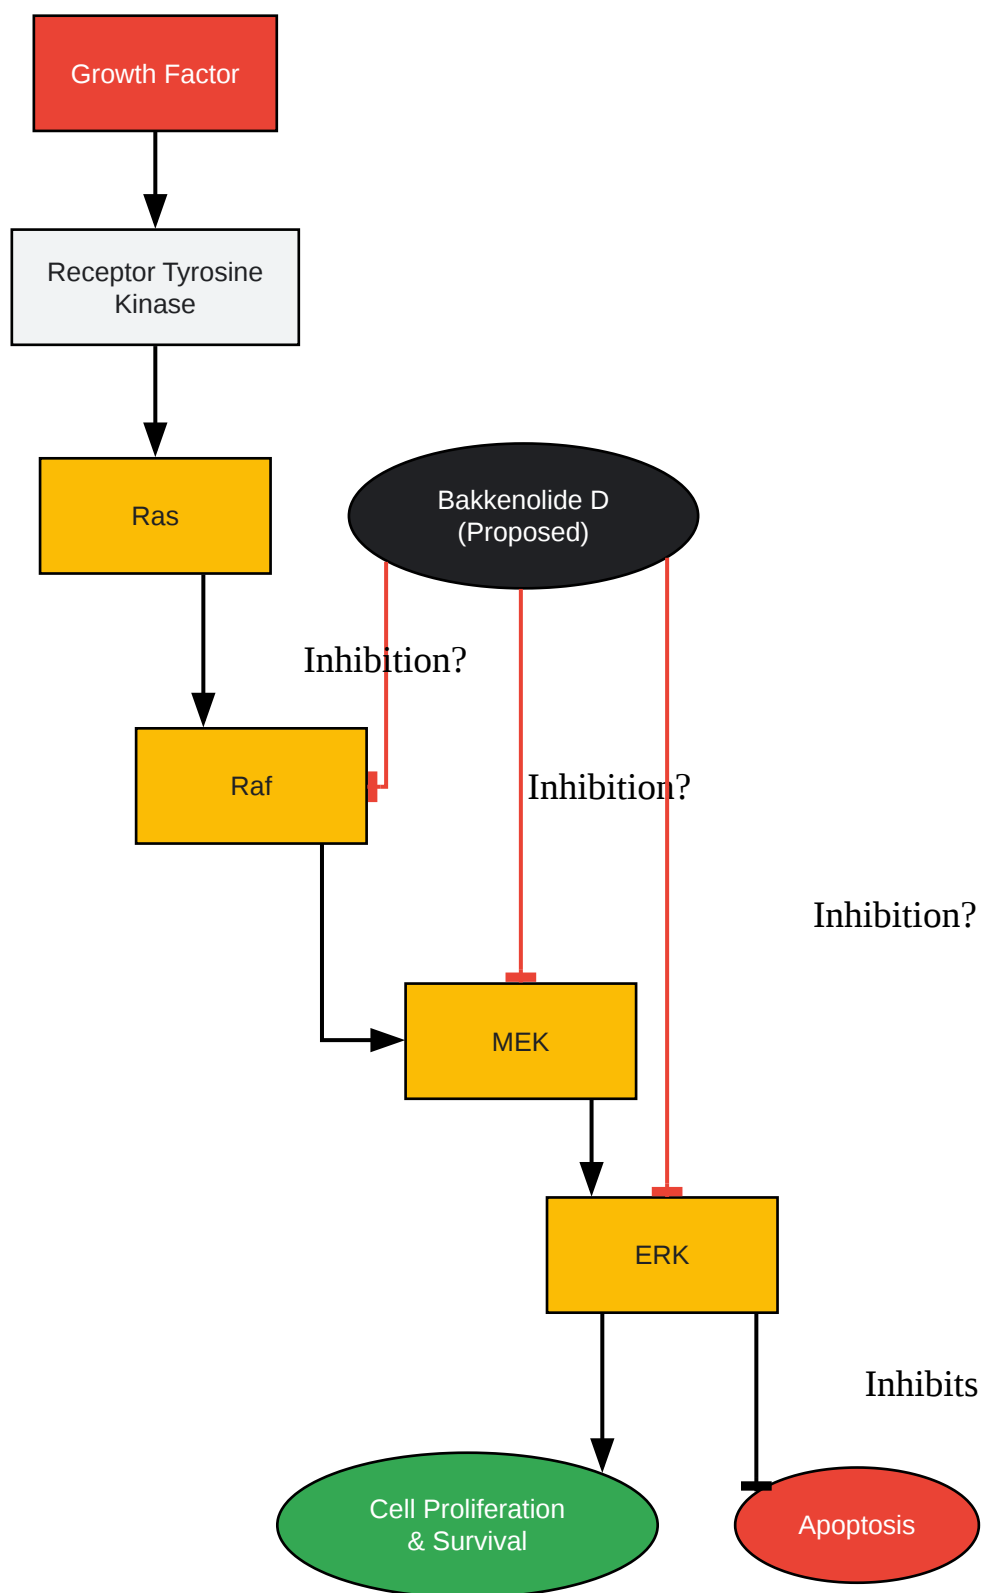 Growth Factor
Receptor Tyrosine
Kinase
Ras
Bakkenolide D
(Proposed)
Inhibition?
Raf
Inhibition?
Inhibition?
MEK
ERK
Inhibits
Cell Proliferation
& Survival
Apoptosis